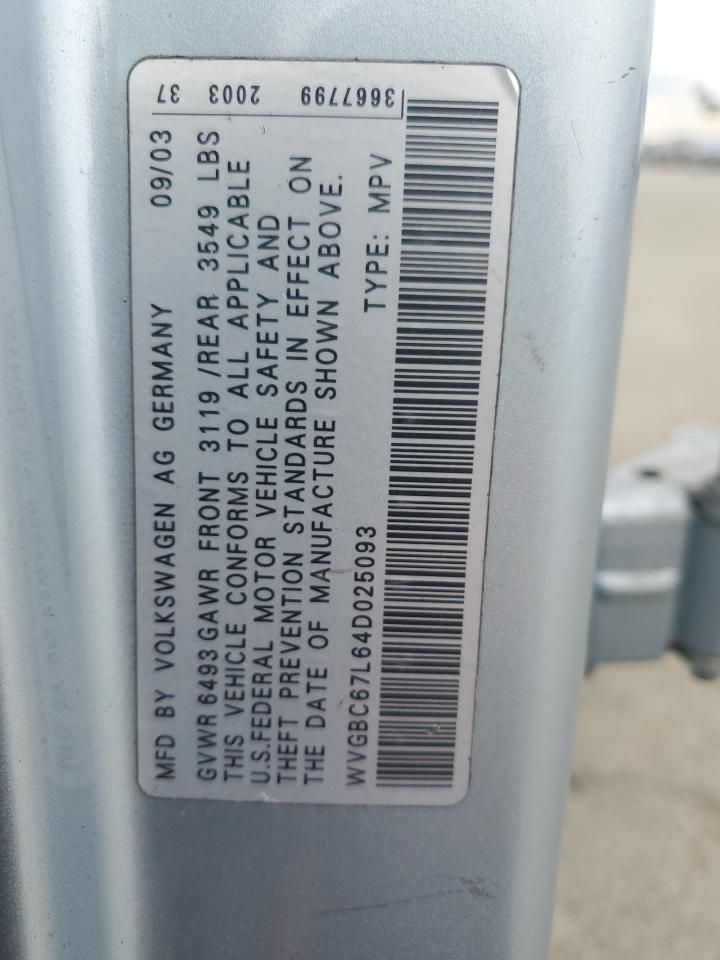 MFD BY VOLKSWAGEN AG GERMANY 09/03
GVWR 6493 GAWR FRONT 3119 /REAR 3549 LBS
THIS VEHICLE CONFORMS TO ALL APPLICABLE
U.S.FEDERAL MOTOR VEHICLE SAFETY AND
THEFT PREVENTION STANDARDS IN EFFECT ON
THE DATE OF MANUFACTURE SHOWN ABOVE.
WVGBC67L64D025093 TYPE: MPV
3667799 2003 37